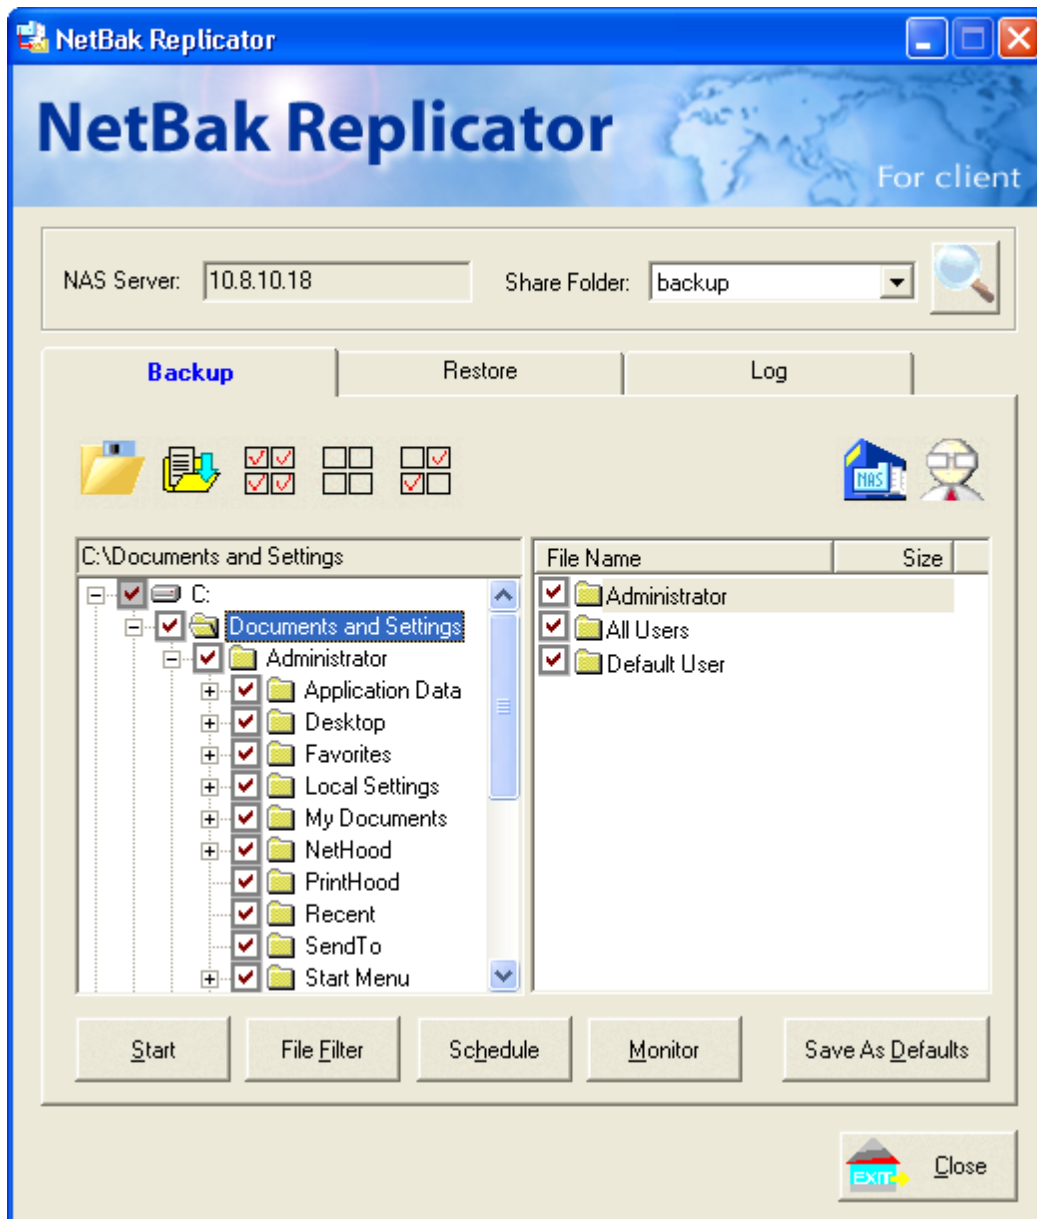 NetBak Replicator
NetBak Replicator
For client
NAS Server: 10.8.10.18 Share Folder: backup
Backup Restore Log
NAS
C:\Documents and Settings
File Name Size
C:
Documents and Settings
Administrator
Application Data
Desktop
Favorites
Local Settings
My Documents
NetHood
PrintHood
Recent
SendTo
Start Menu
Administrator
All Users
Default User
Start File Filter Schedule Monitor Save As Defaults
EXIT Close